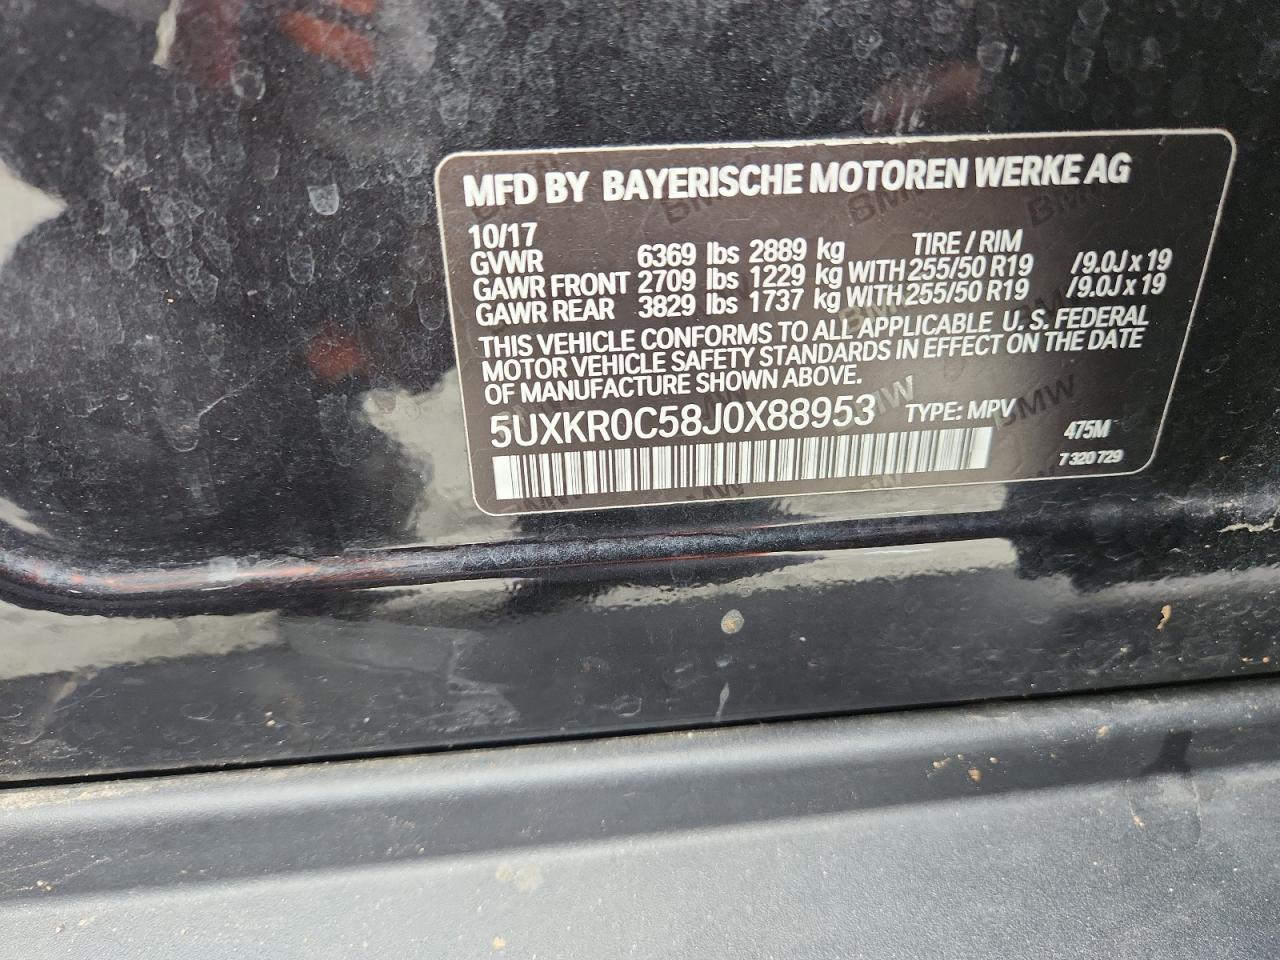 MFD BY BAYERISCHE MOTOREN WERKE AG
10/17 TIRE / RIM
GVWR 6369 lbs 2889 kg
GAWR FRONT 2709 lbs 1229 kg WITH 255/50 R19 /9.0J x 19
GAWR REAR 3829 lbs 1737 kg WITH 255/50 R19 /9.0J x 19
THIS VEHICLE CONFORMS TO ALL APPLICABLE U. S. FEDERAL
MOTOR VEHICLE SAFETY STANDARDS IN EFFECT ON THE DATE
OF MANUFACTURE SHOWN ABOVE.
5UXKR0C58J0X88953 TYPE: MPV
475M
7 320 729